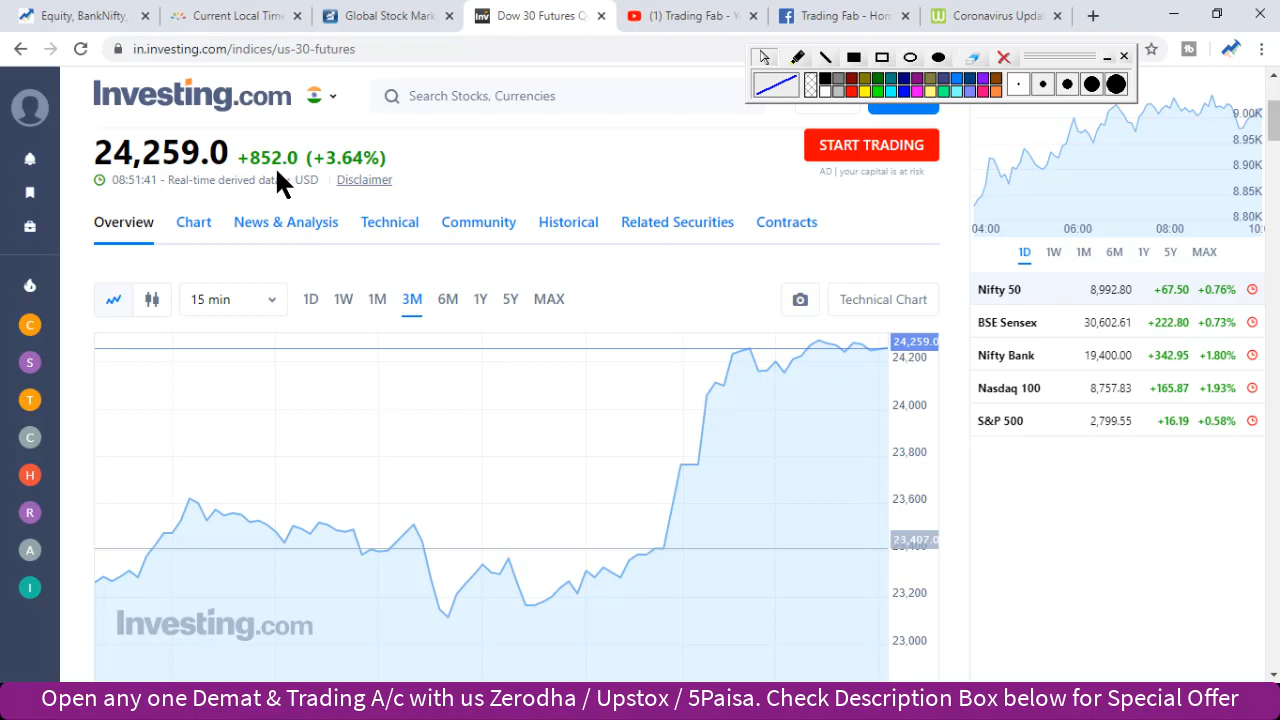 Equity, BankNifty,
Current Local Time
Global Stock Mark
Dow 30 Futures Q
(1) Trading Fab - Y
Trading Fab - Hom
Coronavirus Updat
in.investing.com/indices/us-30-futures
Investing.com
Search Stocks, Currencies
24,259.0 +852.0 (+3.64%)
08:51:41 - Real-time derived data. USD
Disclaimer
START TRADING
AD | your capital is at risk
Overview
Chart
News & Analysis
Technical
Community
Historical
Related Securities
Contracts
15 min
1D
1W
1M
3M
6M
1Y
5Y
MAX
Technical Chart
24,259.0
24,200
24,000
23,800
23,600
23,407.0
23,200
23,000
Investing.com
C
S
T
C
H
R
A
I
9.00K
8.95K
8.90K
8.85K
8.80K
04:00
06:00
08:00
10:
1D
1W
1M
6M
1Y
5Y
MAX
Nifty 50 8,992.80 +67.50 +0.76%
BSE Sensex 30,602.61 +222.80 +0.73%
Nifty Bank 19,400.00 +342.95 +1.80%
Nasdaq 100 8,757.83 +165.87 +1.93%
S&P 500 2,799.55 +16.19 +0.58%
Open any one Demat & Trading A/c with us Zerodha / Upstox / 5Paisa. Check Description Box below for Special Offer